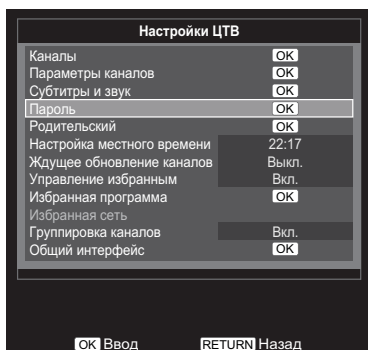 Настройки ЦТВ
Каналы OK
Параметры каналов OK
Субтитры и звук OK
Пароль OK
Родительский OK
Настройка местного времени 22:17
Ждущее обновление каналов Выкл.
Управление избранным Вкл.
Избранная программа OK
Избранная сеть
Группировка каналов Вкл.
Общий интерфейс OK
OK Ввод RETURN Назад